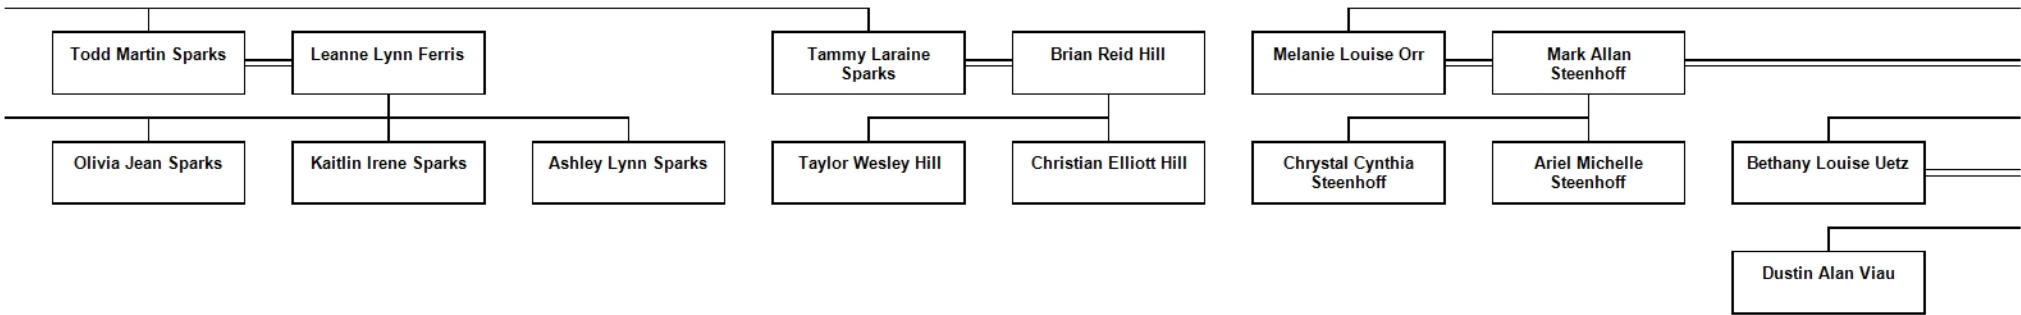 Todd Martin Sparks
Leanne Lynn Ferris
Tammy Laraine
Sparks
Brian Reid Hill
Melanie Louise Orr
Mark Allan
Steenhoff
Olivia Jean Sparks
Kaitlin Irene Sparks
Ashley Lynn Sparks
Taylor Wesley Hill
Christian Elliott Hill
Chrystal Cynthia
Steenhoff
Ariel Michelle
Steenhoff
Bethany Louise Uetz
Dustin Alan Viau